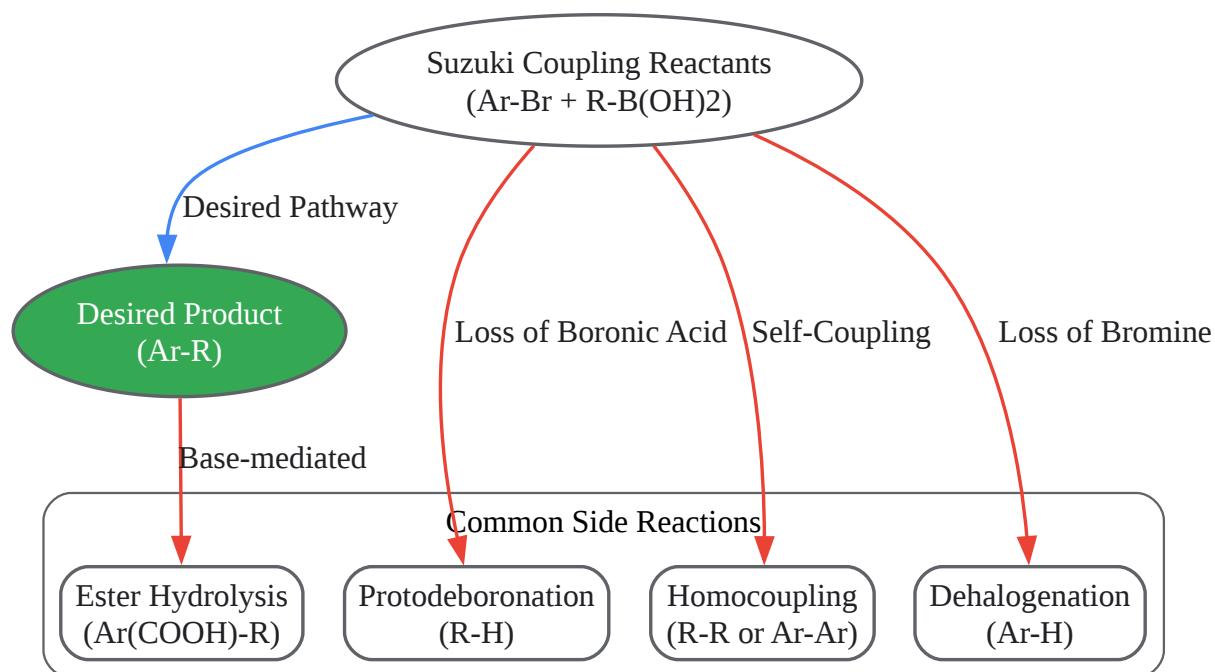 Suzuki Coupling Reactants
(Ar-Br + R-B(OH)2)
Desired Pathway
Desired Product
(Ar-R)
Loss of Boronic Acid
Self-Coupling
Loss of Bromine
Base-mediated
Common Side Reactions
Ester Hydrolysis
(Ar(COOH)-R)
Protodeboronation
(R-H)
Homocoupling
(R-R or Ar-Ar)
Dehalogenation
(Ar-H)